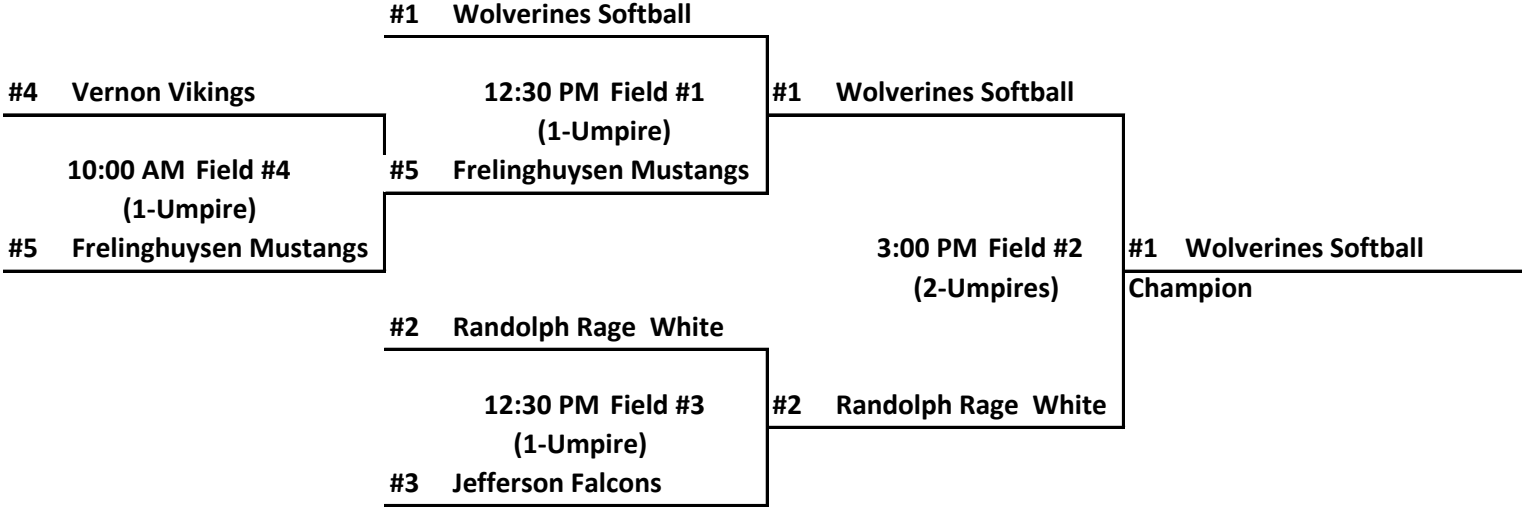 #1 Wolverines Softball
#4 Vernon Vikings
12:30 PM Field #1
#1 Wolverines Softball
(1-Umpire)
10:00 AM Field #4
#5 Frelinghuysen Mustangs
(1-Umpire)
#5 Frelinghuysen Mustangs
3:00 PM Field #2
#1 Wolverines Softball
(2-Umpires)
Champion
#2 Randolph Rage White
12:30 PM Field #3
#2 Randolph Rage White
(1-Umpire)
#3 Jefferson Falcons